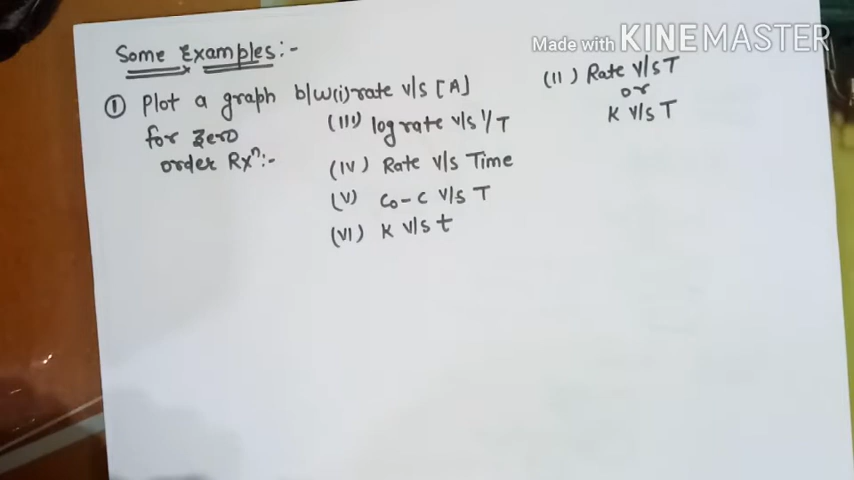 Made with KINEMASTER
Some Examples:-
① Plot a graph b/w (i) rate v/s [A]
for Zero
order Rxⁿ:-
(II) Rate v/s T
or
K v/s T
(III) log rate v/s 1/T
(IV) Rate v/s Time
(V) C₀-C v/s T
(VI) K v/s t